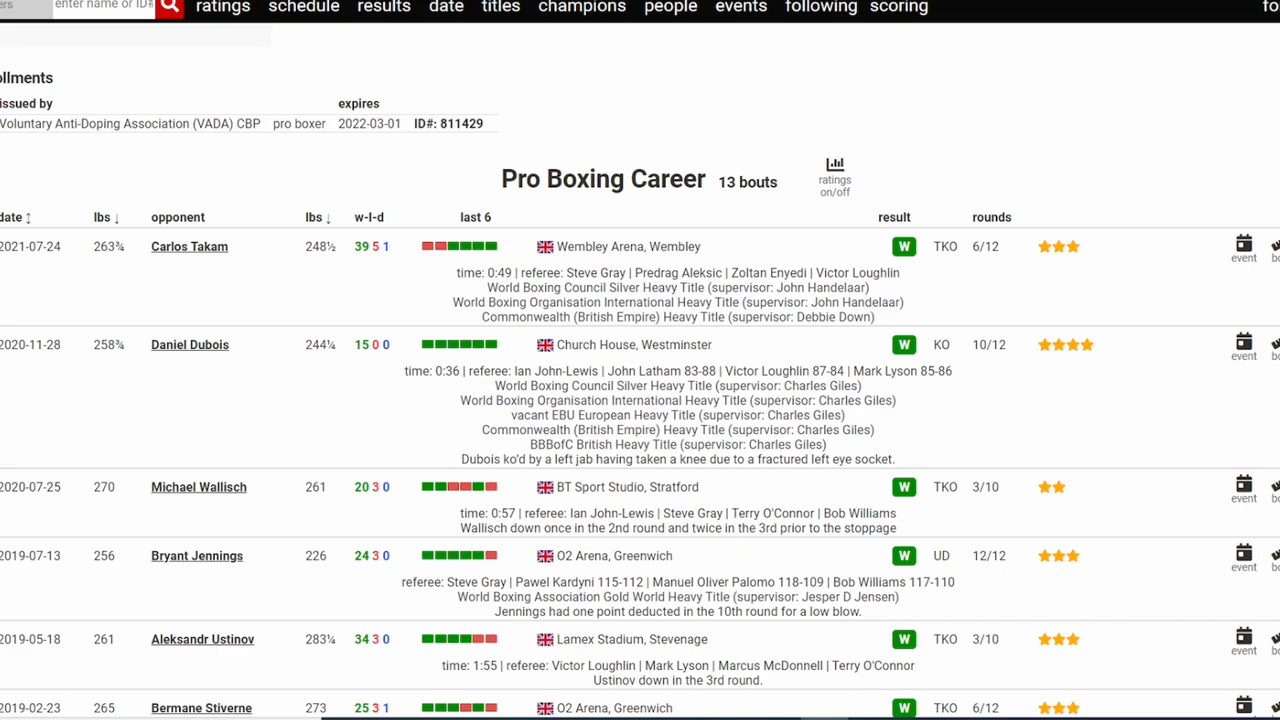 ers enter name or ID# ratings schedule results date titles champions people events following scoring fo
ollments
issued by expires
Voluntary Anti-Doping Association (VADA) CBP pro boxer 2022-03-01 ID#: 811429
Pro Boxing Career 13 bouts ratings on/off
date lbs opponent lbs w-l-d last 6 result rounds
2021-07-24 263¾ Carlos Takam 248½ 39 5 1 Wembley Arena, Wembley W TKO 6/12 event bo
time: 0:49 | referee: Steve Gray | Predrag Aleksic | Zoltan Enyedi | Victor Loughlin
World Boxing Council Silver Heavy Title (supervisor: John Handelaar)
World Boxing Organisation International Heavy Title (supervisor: John Handelaar)
Commonwealth (British Empire) Heavy Title (supervisor: Debbie Down)
2020-11-28 258¾ Daniel Dubois 244¼ 15 0 0 Church House, Westminster W KO 10/12 event bo
time: 0:36 | referee: Ian John-Lewis | John Latham 83-88 | Victor Loughlin 87-84 | Mark Lyson 85-86
World Boxing Council Silver Heavy Title (supervisor: Charles Giles)
World Boxing Organisation International Heavy Title (supervisor: Charles Giles)
vacant EBU European Heavy Title (supervisor: Charles Giles)
Commonwealth (British Empire) Heavy Title (supervisor: Charles Giles)
BBBofC British Heavy Title (supervisor: Charles Giles)
Dubois ko'd by a left jab having taken a knee due to a fractured left eye socket.
2020-07-25 270 Michael Wallisch 261 20 3 0 BT Sport Studio, Stratford W TKO 3/10 event bo
time: 0:57 | referee: Ian John-Lewis | Steve Gray | Terry O'Connor | Bob Williams
Wallisch down once in the 2nd round and twice in the 3rd prior to the stoppage
2019-07-13 256 Bryant Jennings 226 24 3 0 O2 Arena, Greenwich W UD 12/12 event bo
referee: Steve Gray | Pawel Kardyni 115-112 | Manuel Oliver Palomo 118-109 | Bob Williams 117-110
World Boxing Association Gold World Heavy Title (supervisor: Jesper D Jensen)
Jennings had one point deducted in the 10th round for a low blow.
2019-05-18 261 Aleksandr Ustinov 283¼ 34 3 0 Lamex Stadium, Stevenage W TKO 3/10 event bo
time: 1:55 | referee: Victor Loughlin | Mark Lyson | Marcus McDonnell | Terry O'Connor
Ustinov down in the 3rd round.
2019-02-23 265 Bermane Stiverne 273 25 3 1 O2 Arena, Greenwich W TKO 6/12